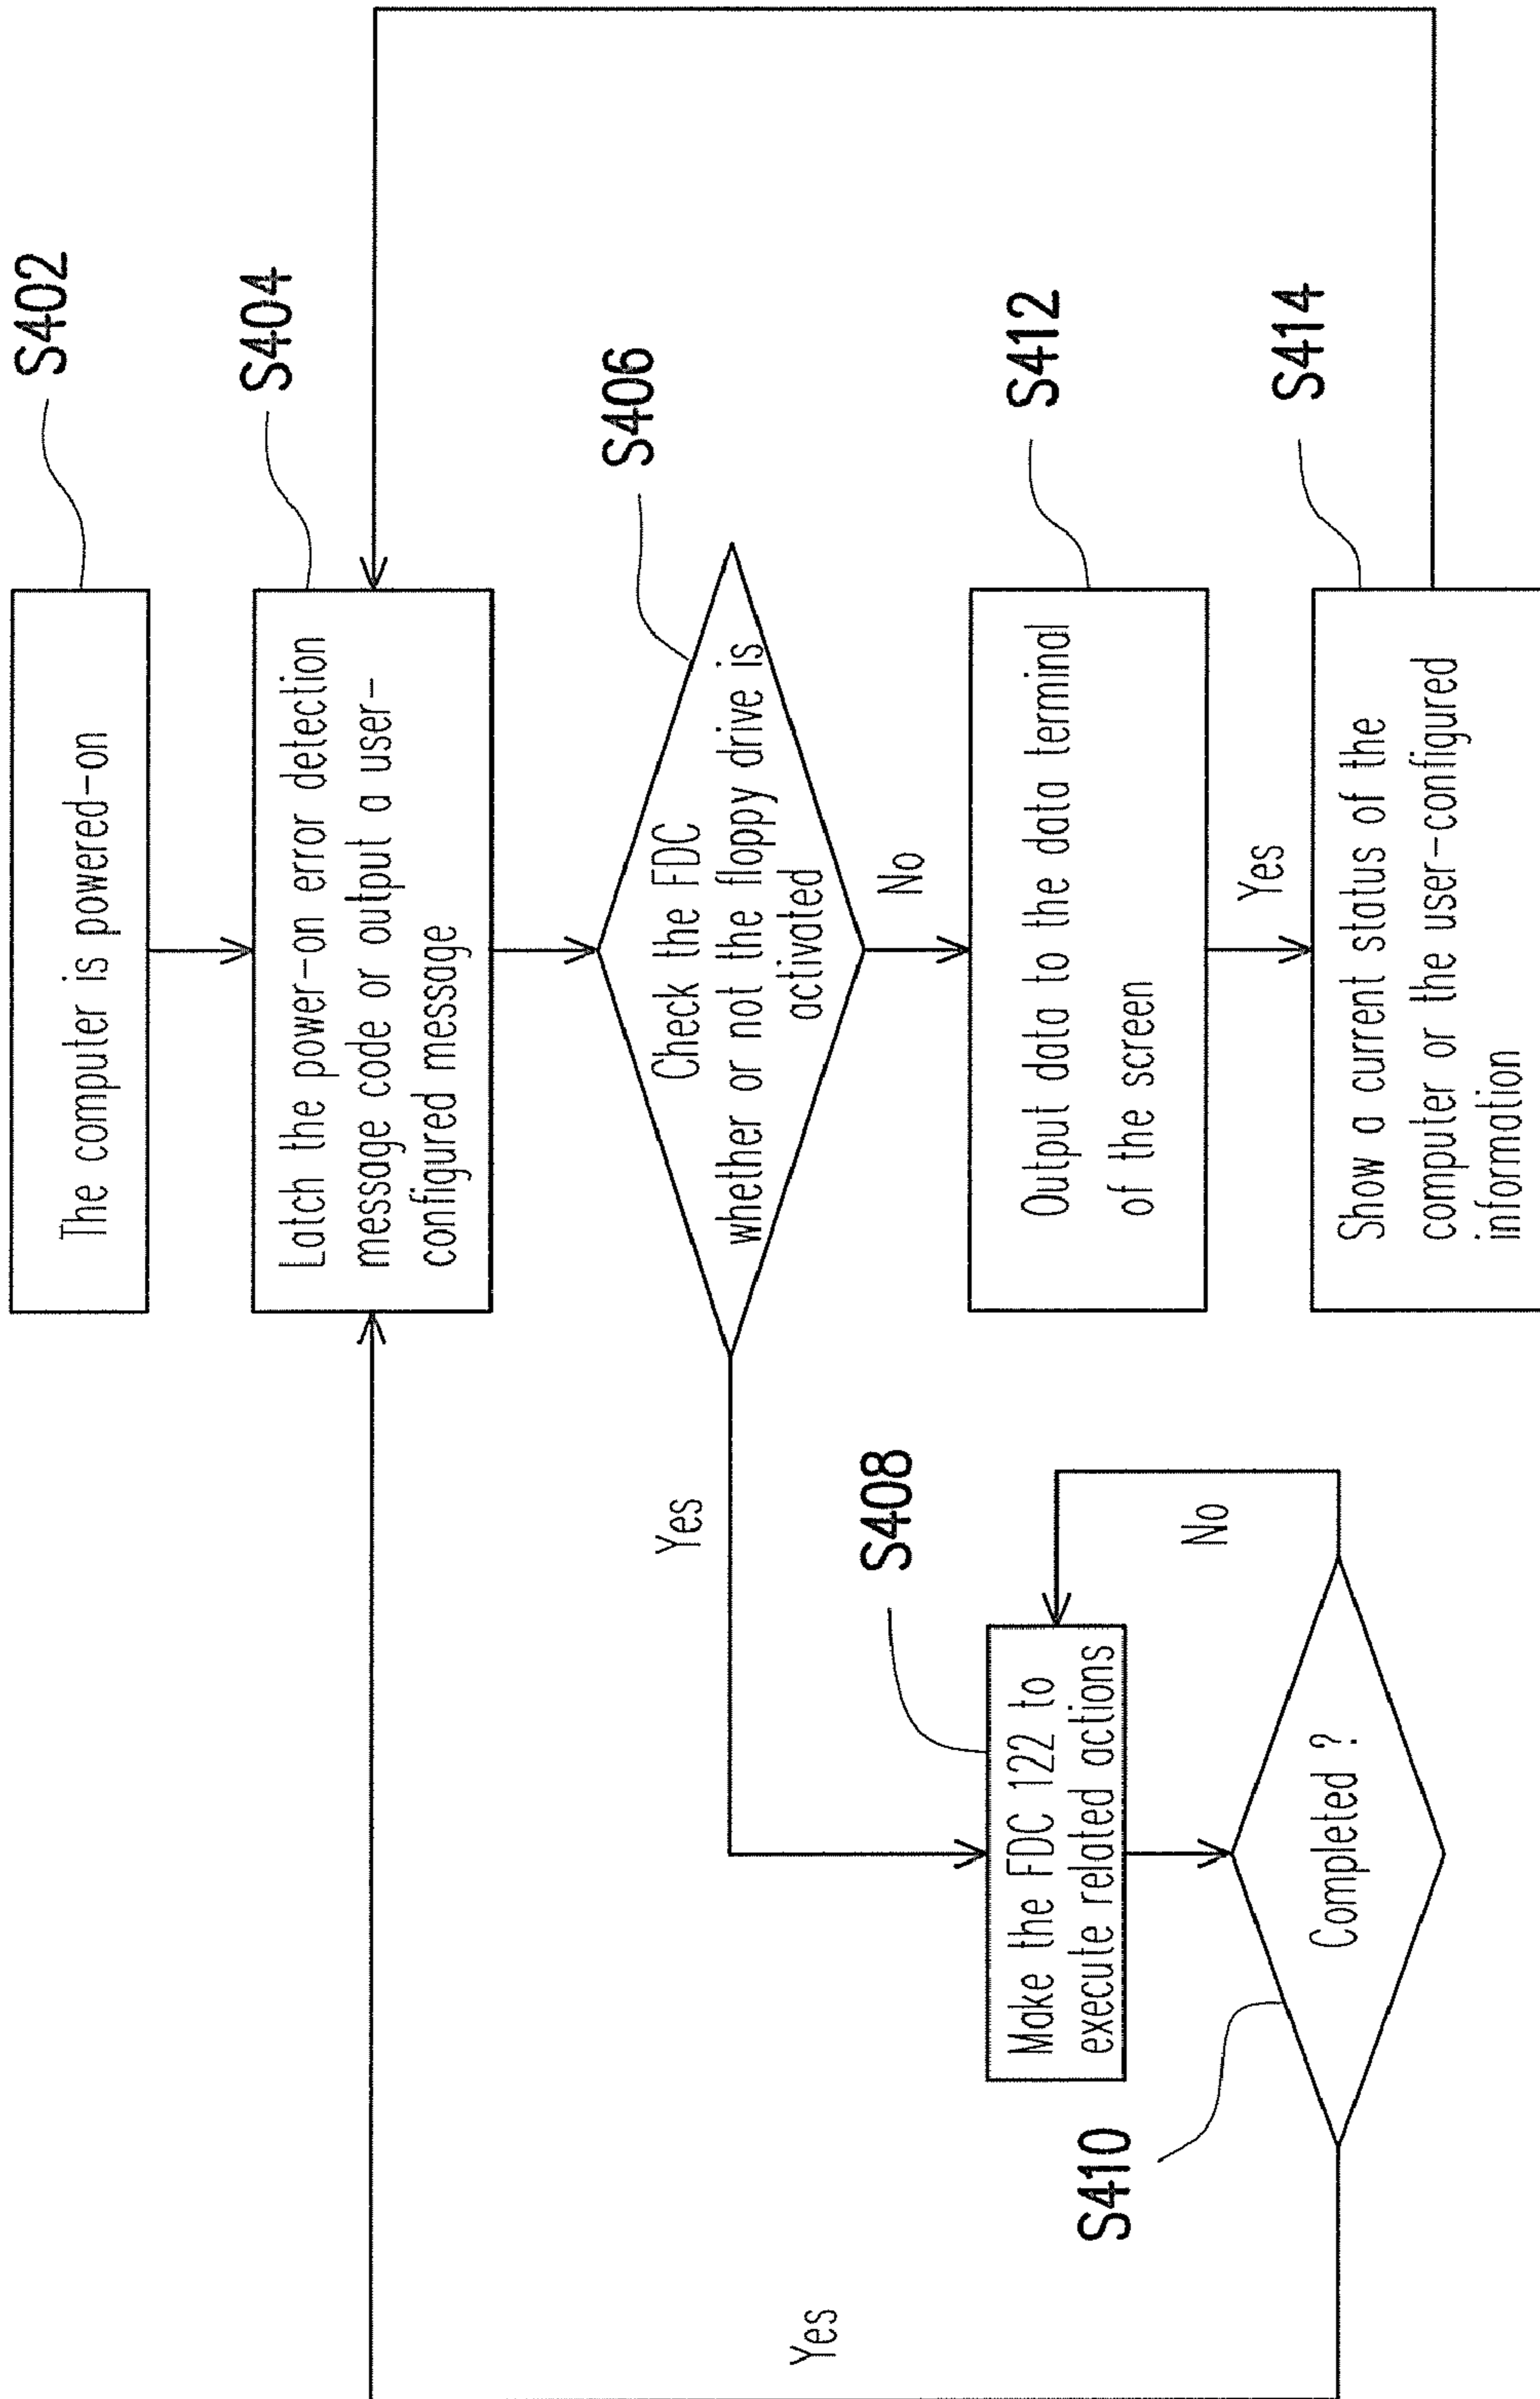 The computer is powered-on
S402
Latch the power-on error detection
message code or output a user-
configured message
S404
Check the FDC
whether or not the floppy drive is
activated
S406
Yes
No
Make the FDC 122 to
execute related actions
S408
Completed ?
S410
No
Yes
Output data to the data terminal
of the screen
S412
Yes
Show a current status of the
computer or the user-configured
information
S414